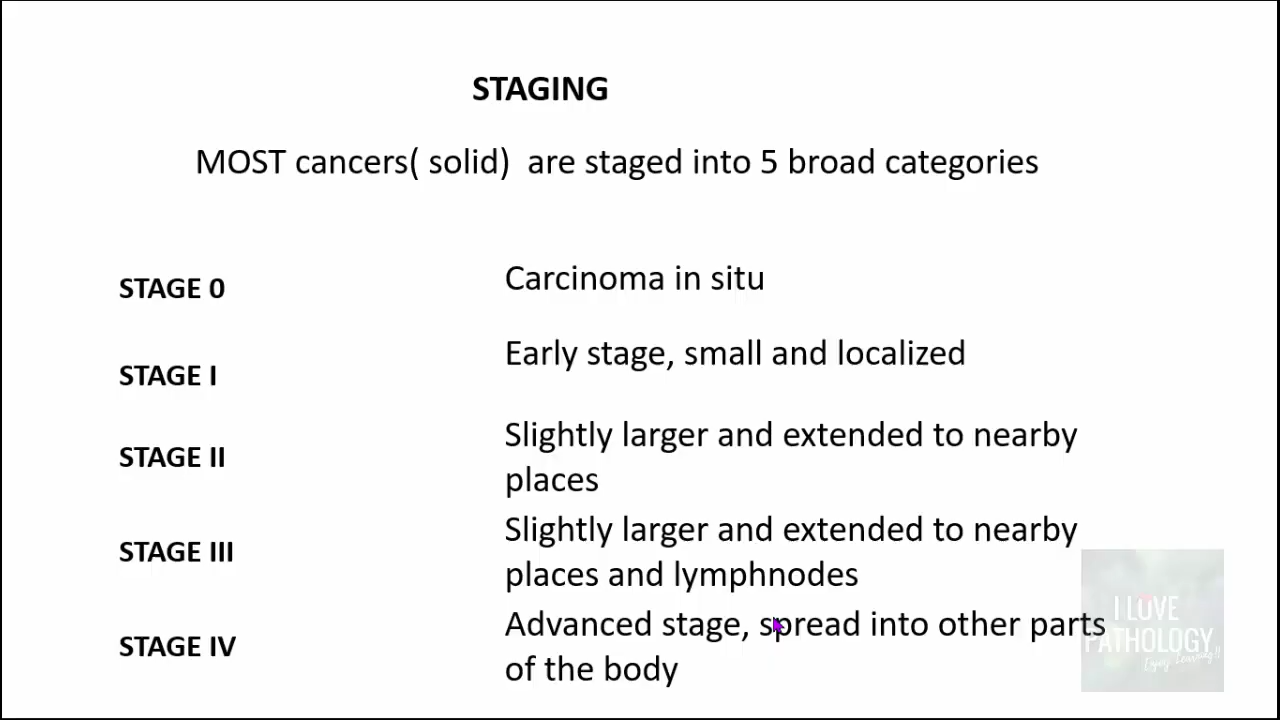 STAGING
MOST cancers( solid)  are staged into 5 broad categories
STAGE 0
Carcinoma in situ
STAGE I
Early stage, small and localized
STAGE II
Slightly larger and extended to nearby
places
STAGE III
Slightly larger and extended to nearby
places and lymphnodes
STAGE IV
Advanced stage, spread into other parts
of the body
I LOVE
PATHOLOGY
Enjoy Learning!!